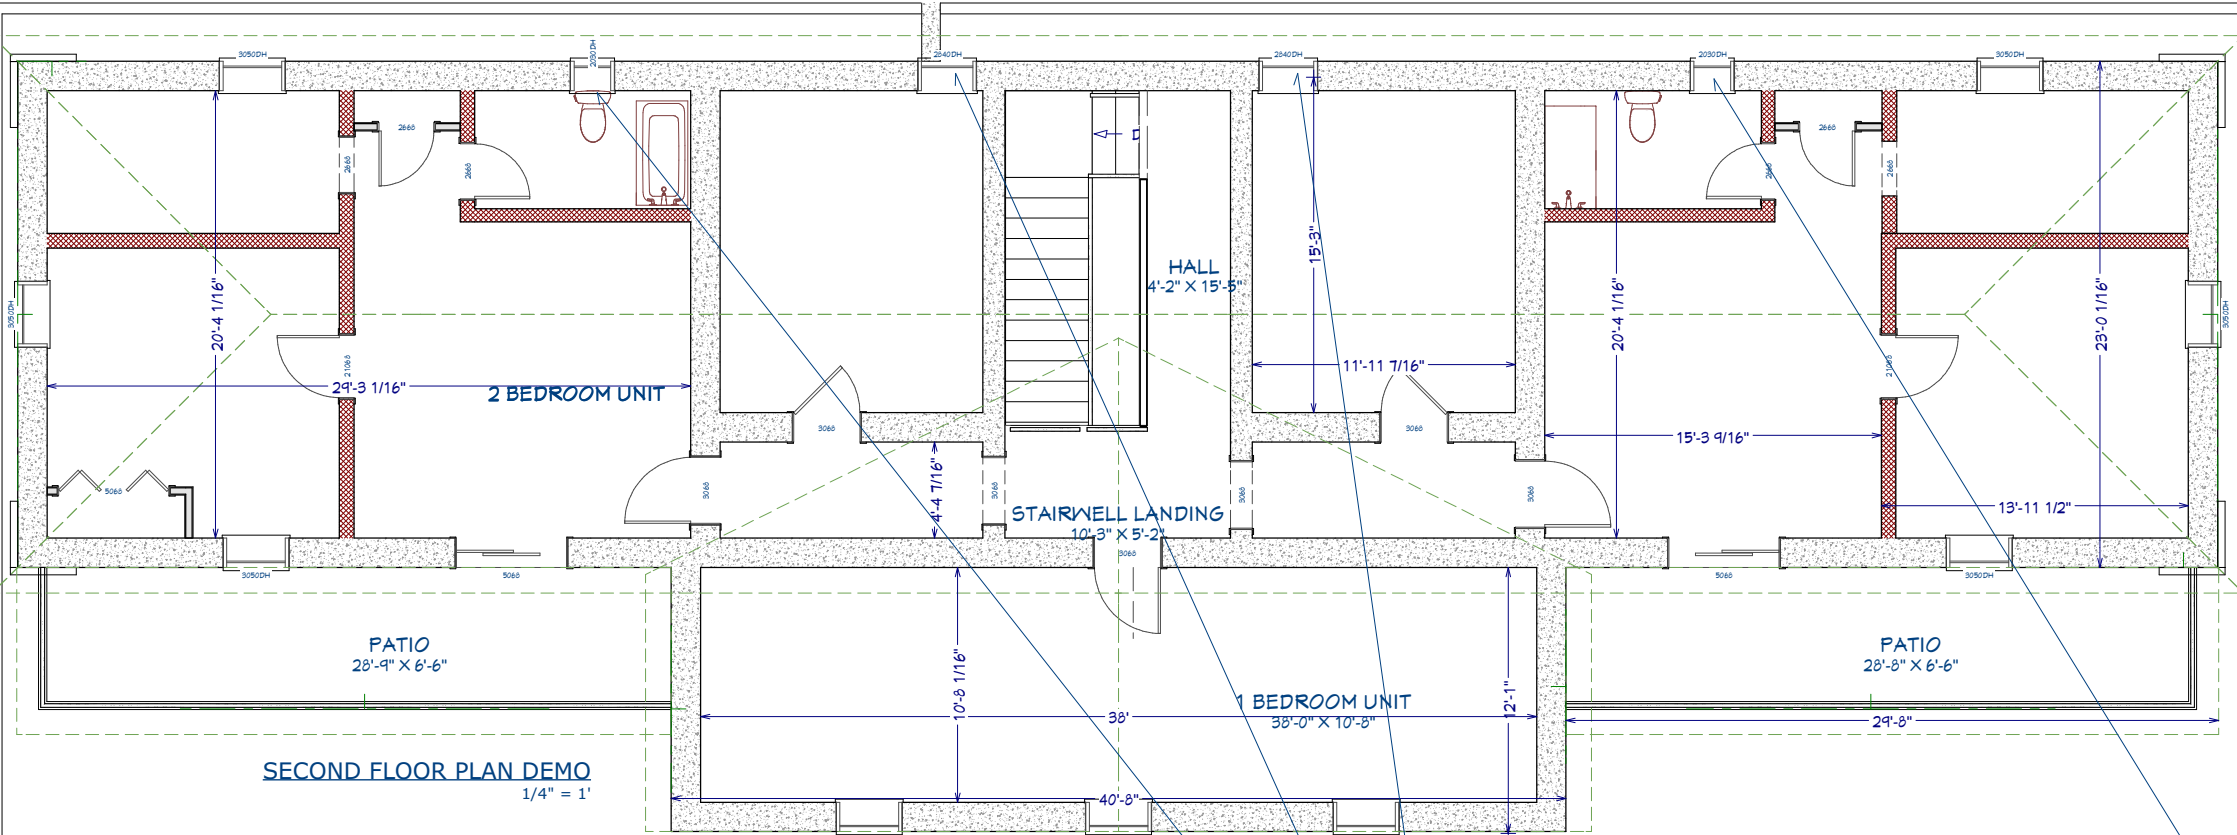 3050DH
2030DH
2840DH
2840DH
2030DH
3050DH
2668
2668
2668
2668
2668
2668
HALL
4'-2" X 15'-5"
15'-3"
20'-4 1/16"
20'-4 1/16"
23'-0 1/16"
3050DH
3050DH
21068
21068
29'-3 1/16"
2 BEDROOM UNIT
11'-11 7/16"
3068
3068
15'-3 9/16"
4'-4 7/16"
5068
3068
3068
3068
3068
13'-11 1/2"
STAIRWELL LANDING
10'-3" X 5'-2"
3068
3050DH
5068
5068
3050DH
PATIO
28'-9" X 6'-6"
PATIO
28'-8" X 6'-6"
10'-8 1/16"
12'-1"
1 BEDROOM UNIT
38'-0" X 10'-8"
38'
29'-8"
SECOND FLOOR PLAN DEMO
1/4" = 1'
40'-8"